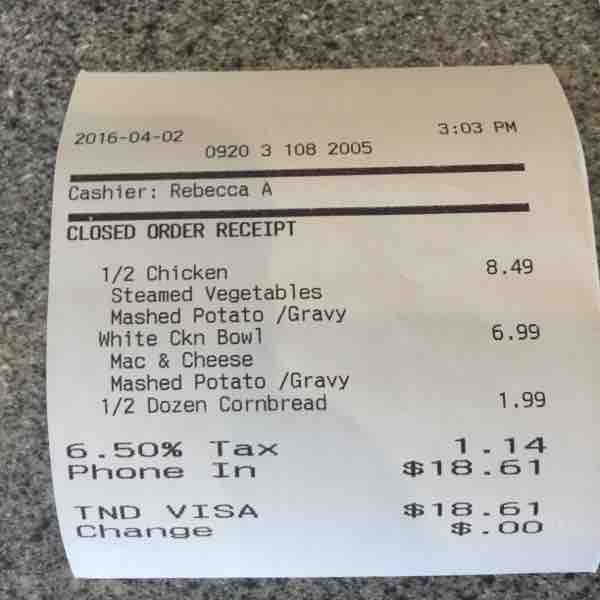 2016-04-02 3:03 PM
0920 3 108 2005
Cashier: Rebecca A
CLOSED ORDER RECEIPT
1/2 Chicken 8.49
Steamed Vegetables
Mashed Potato /Gravy
White Ckn Bowl 6.99
Mac & Cheese
Mashed Potato /Gravy
1/2 Dozen Cornbread 1.99
6.50% Tax 1.14
Phone In $18.61
TND VISA $18.61
Change $.00